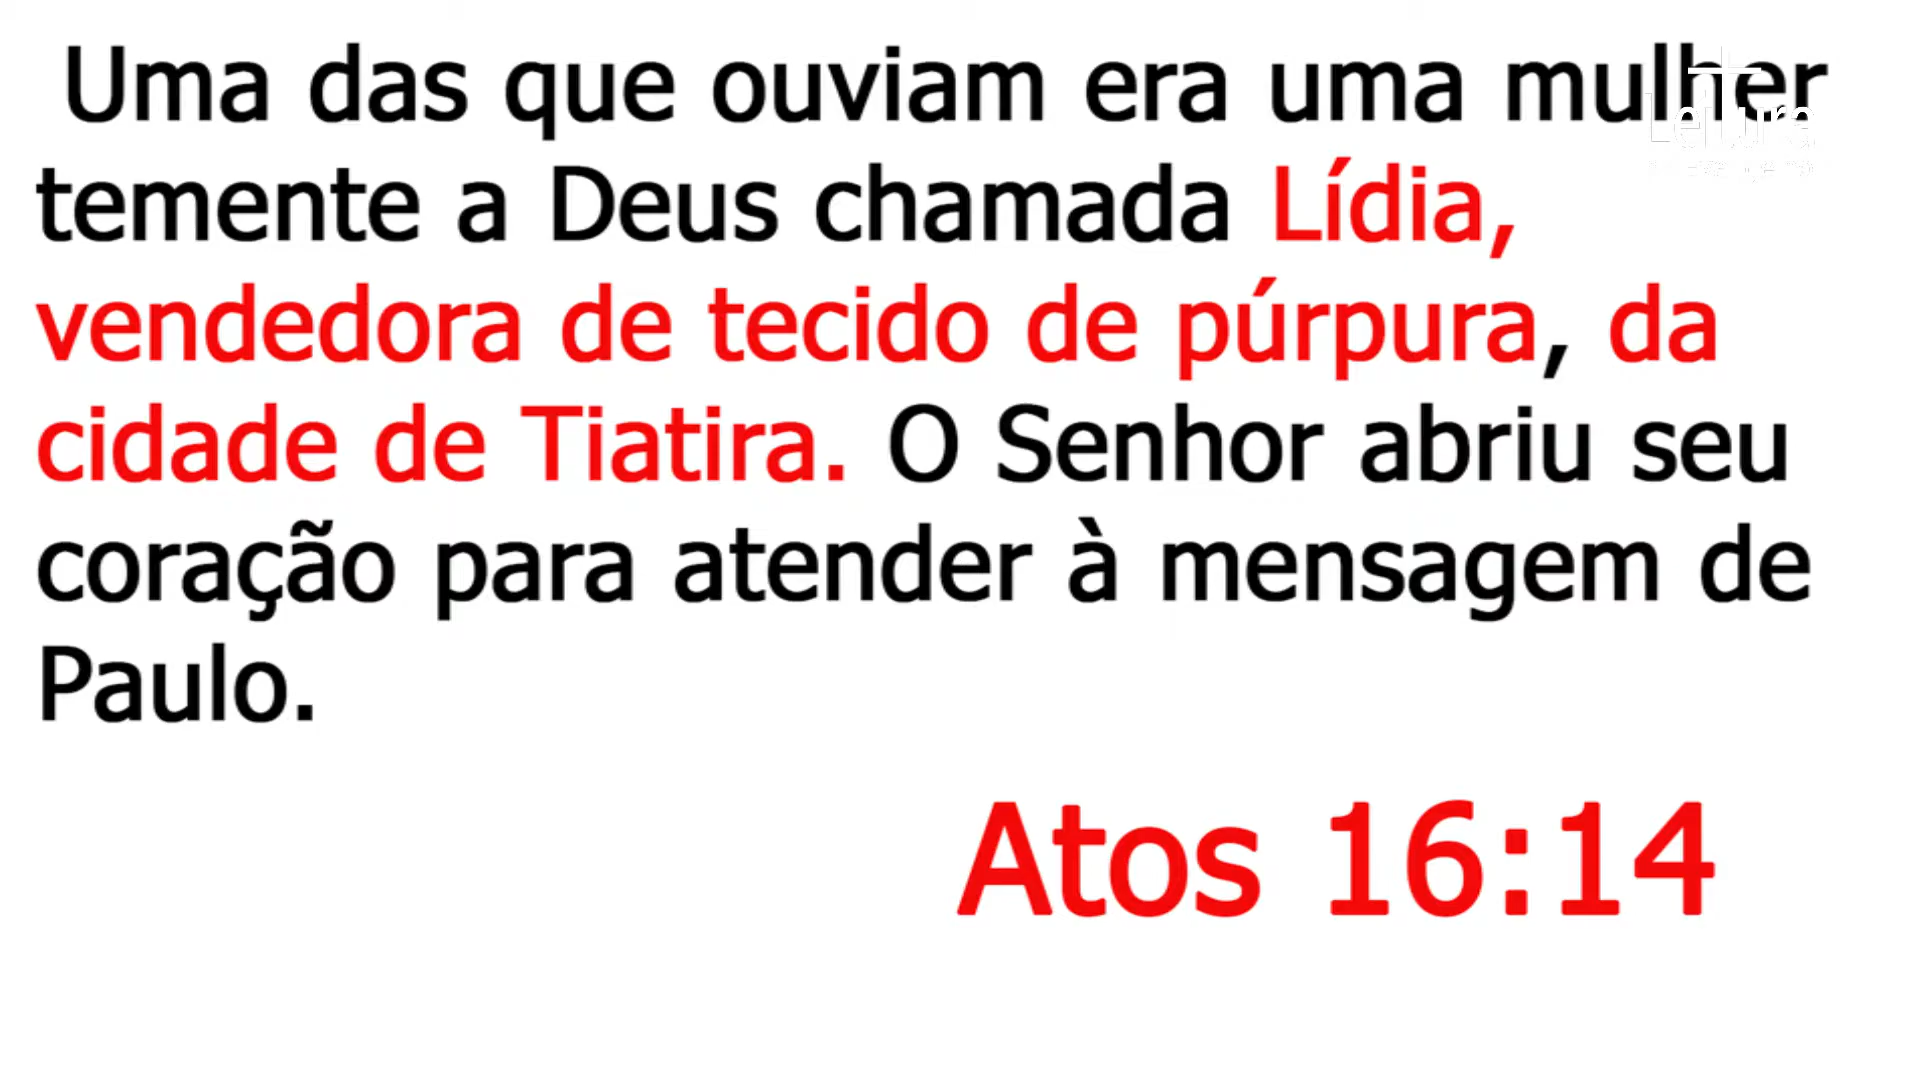 Uma das que ouviam era uma mulher
temente a Deus chamada Lídia,
vendedora de tecido de púrpura, da
cidade de Tiatira. O Senhor abriu seu
coração para atender à mensagem de
Paulo.
Atos 16:14
Leitura